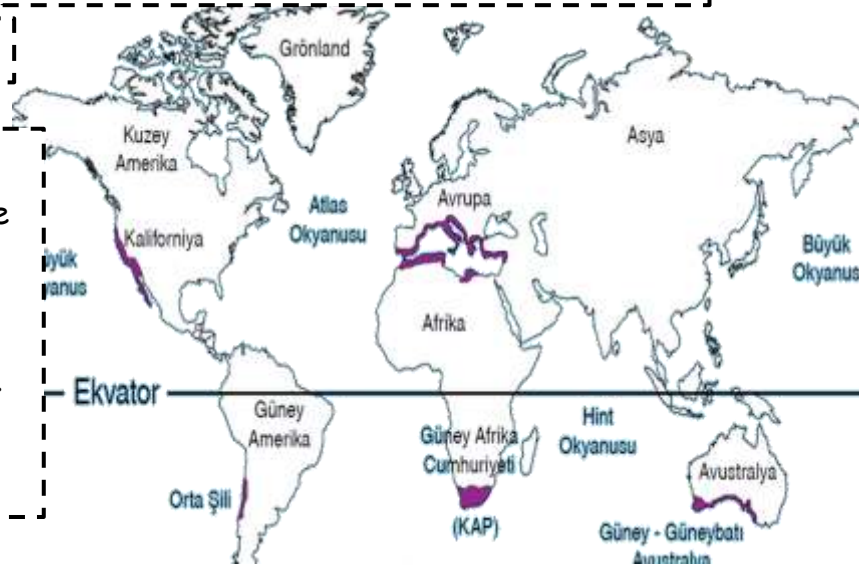 Grönland
Kuzey
Amerika
Asya
Avrupa
Atlas
Okyanusu
Kaliforniya
Büyük
Okyanus
Afrika
Ekvator
Güney
Amerika
Hint
Okyanusu
Güney Afrika
Cumhuriyeti
Avustralya
Orta Şili
(KAP)
Güney - Güneybatı
Avustralya